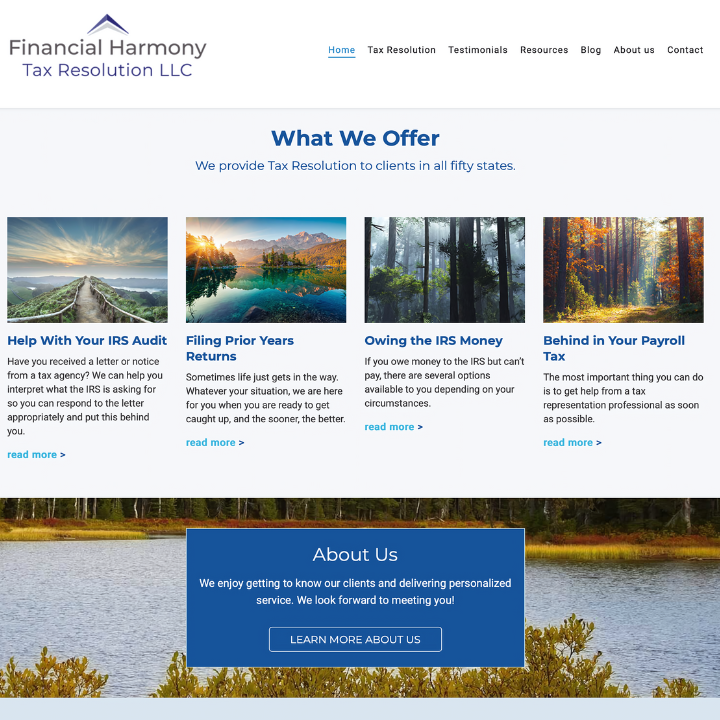 Financial Harmony
Tax Resolution LLC
Home Tax Resolution Testimonials Resources Blog About us Contact
What We Offer
We provide Tax Resolution to clients in all fifty states.
Help With Your IRS Audit
Have you received a letter or notice
from a tax agency? We can help you
interpret what the IRS is asking for
so you can respond to the letter
appropriately and put this behind
you.
read more >
Filing Prior Years
Returns
Sometimes life just gets in the way.
Whatever your situation, we are here
for you when you are ready to get
caught up, and the sooner, the better.
read more >
Owing the IRS Money
If you owe money to the IRS but can't
pay, there are several options
available to you depending on your
circumstances.
read more >
Behind in Your Payroll
Tax
The most important thing you can do
is to get help from a tax
representation professional as soon
as possible.
read more >
About Us
We enjoy getting to know our clients and delivering personalized
service. We look forward to meeting you!
LEARN MORE ABOUT US